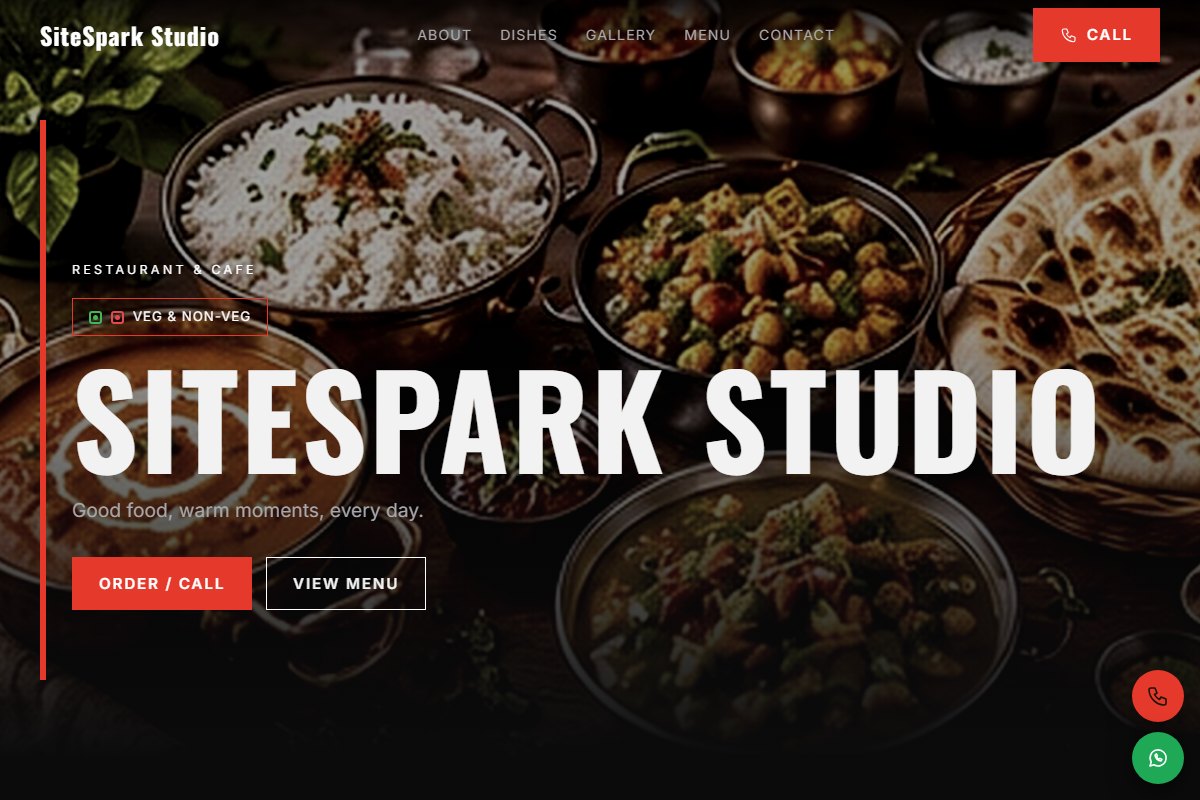 SiteSpark Studio
ABOUT DISHES GALLERY MENU CONTACT
CALL
RESTAURANT & CAFE
VEG & NON-VEG
SITESPARK STUDIO
Good food, warm moments, every day.
ORDER / CALL
VIEW MENU